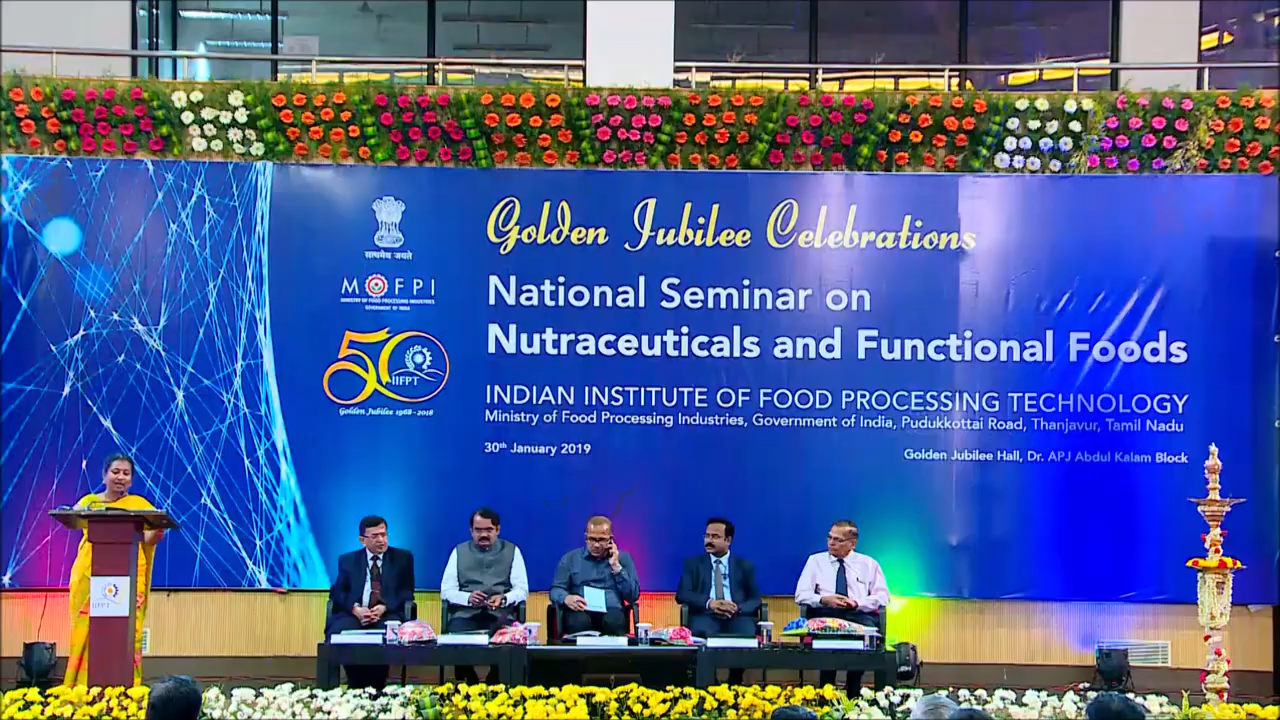 Golden Jubilee Celebrations
सत्यमेव जयते
MOFPI
MINISTRY OF FOOD PROCESSING INDUSTRIES
GOVERNMENT OF INDIA
National Seminar on
Nutraceuticals and Functional Foods
50
IIFPT
Golden Jubilee 1968-2018
INDIAN INSTITUTE OF FOOD PROCESSING TECHNOLOGY
Ministry of Food Processing Industries, Government of India, Pudukkottai Road, Thanjavur, Tamil Nadu
30th January 2019
Golden Jubilee Hall, Dr. APJ Abdul Kalam Block
IIFPT